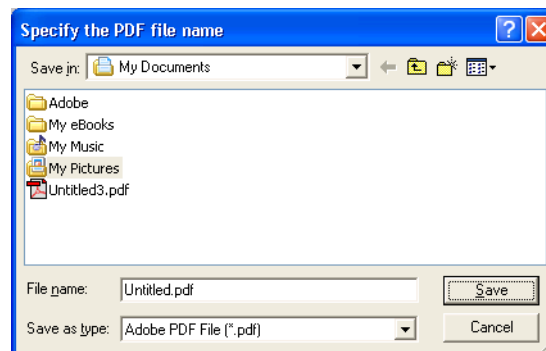 Specify the PDF file name
Save in: My Documents
Adobe
My eBooks
My Music
My Pictures
Untitled3.pdf
File name: Untitled.pdf Save
Save as type: Adobe PDF File (*.pdf) Cancel